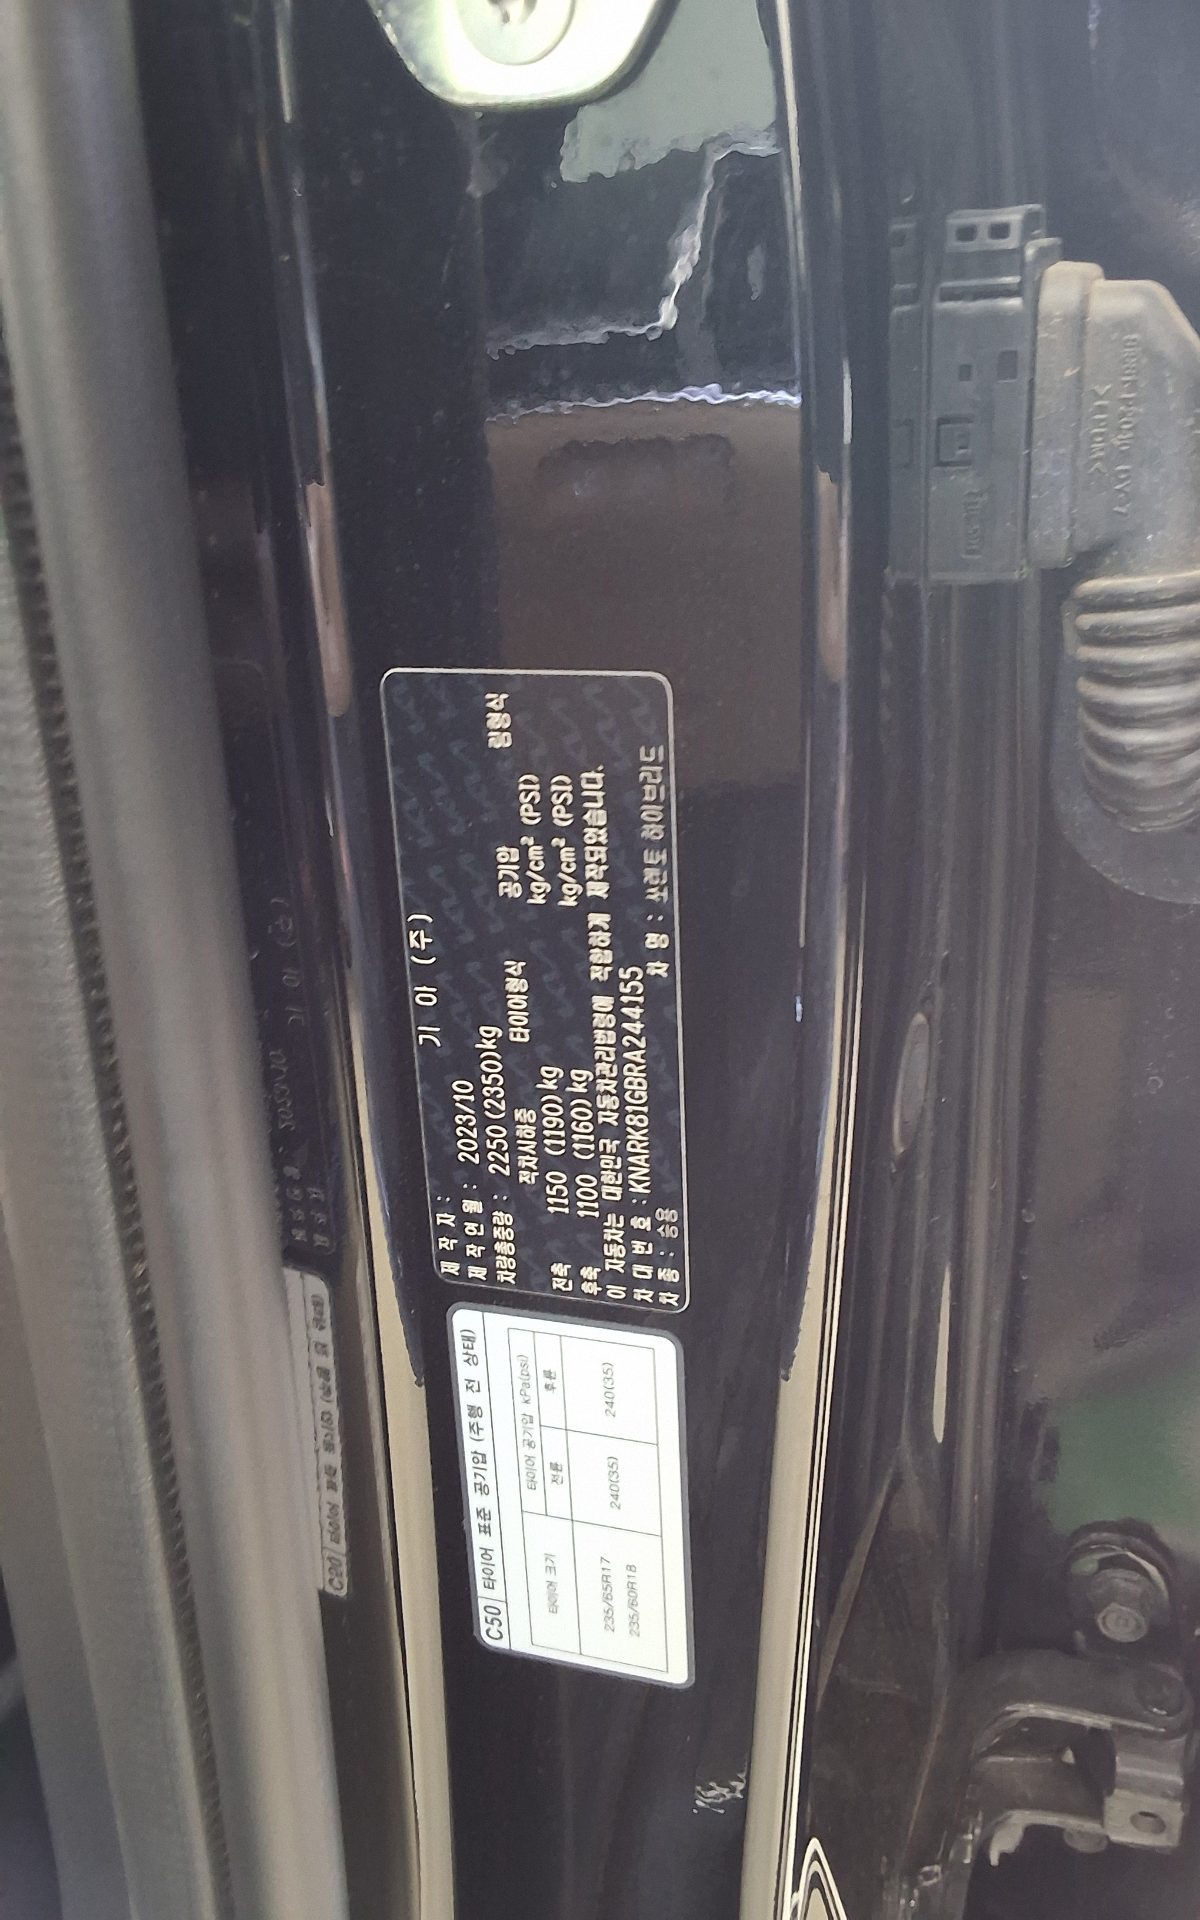 기 아 (주)
제 작 자 :
제 작 연 월 : 2023/10
차량총중량 : 2250 (2350)kg
적차시하중 타이어형식 공기압 림형식
전축 1150 (1190) kg kg/cm² (PSI)
후축 1100 (1160) kg kg/cm² (PSI)
이 자동차는 대한민국 자동차관리법령에 적합하게 제작되었습니다.
차 대 번 호 : KNARK81GBRA244155
차 종 : 승용 차 명 : 쏘렌토 하이브리드
C50 타이어 표준 공기압 (주행 전 상태)
타이어 크기 타이어 공기압 kPa(psi)
전륜 후륜
235/65R17 240(35) 240(35)
235/60R18